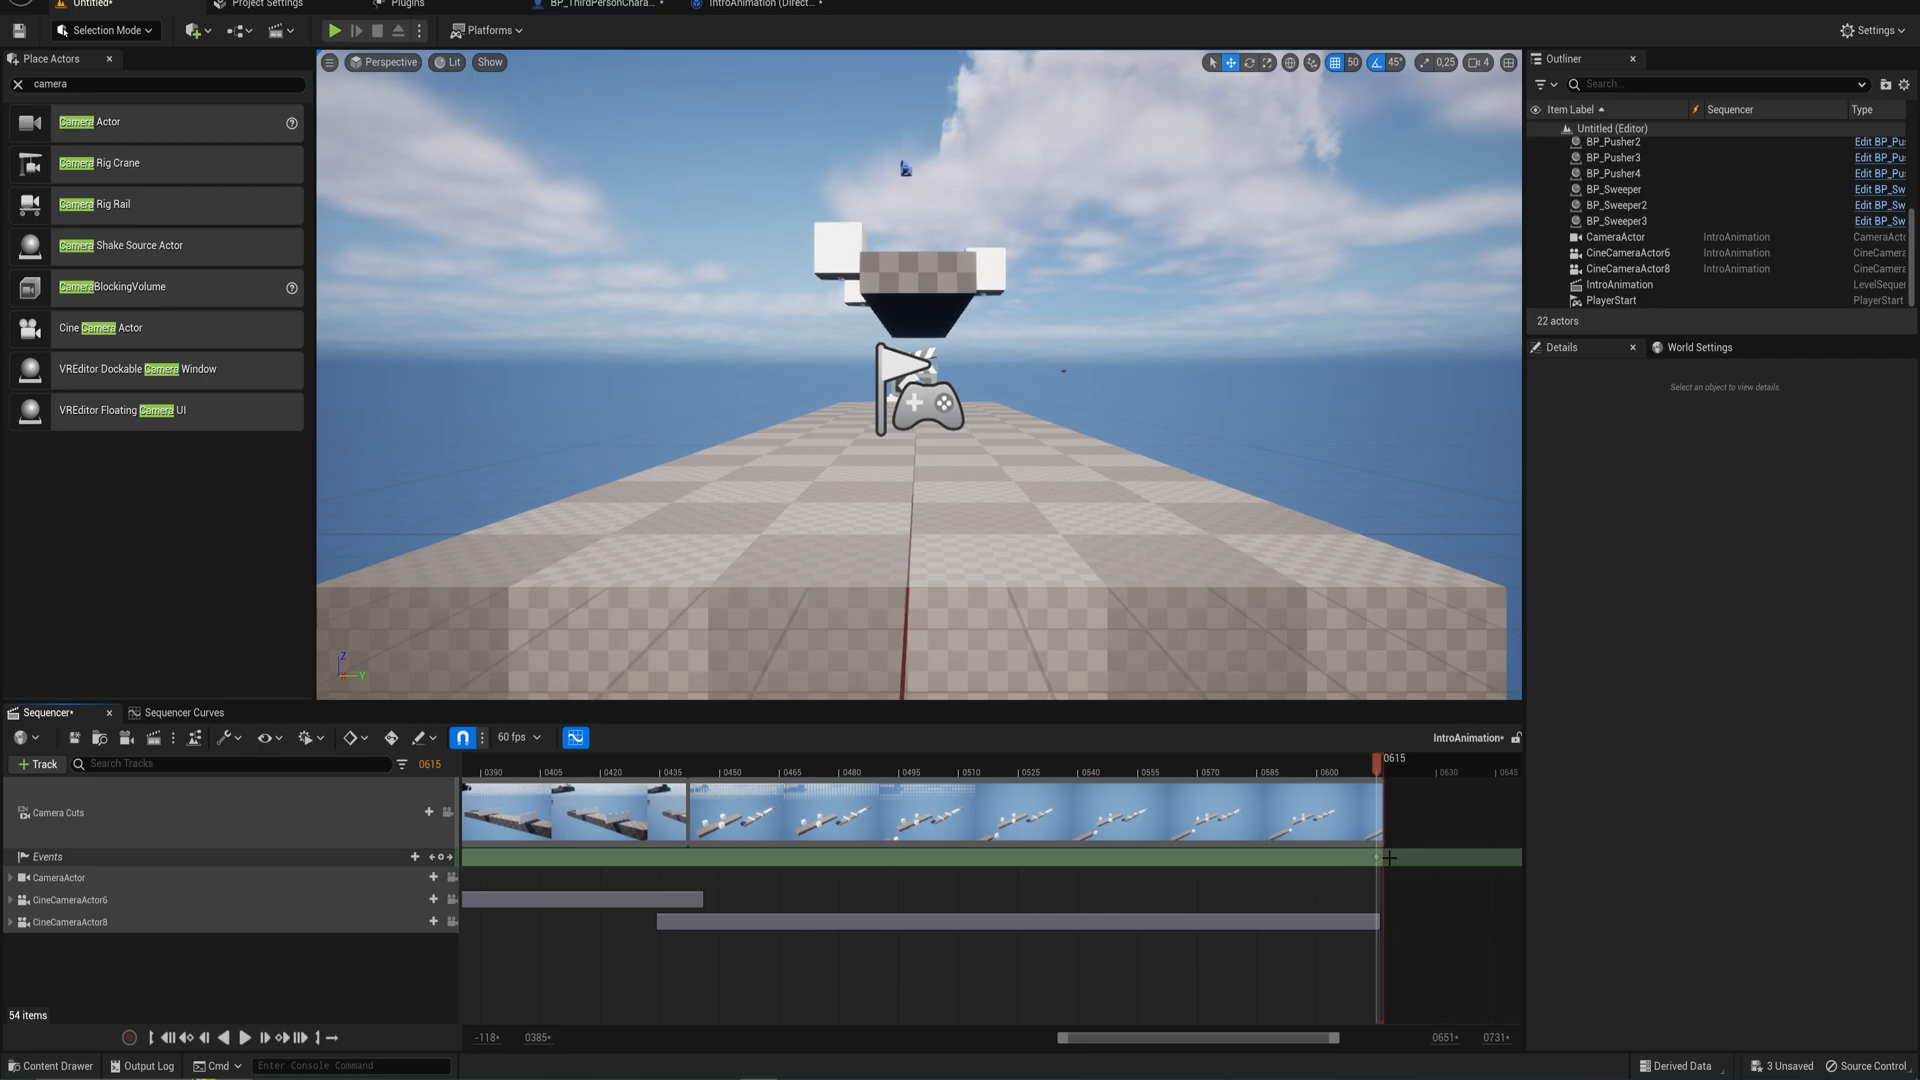 Untitled*
Project Settings
Plugins
BP_ThirdPersonChara... *
IntroAnimation (Direct... *
Selection Mode
Platforms
Settings
Place Actors
camera
Camera Actor
Camera Rig Crane
Camera Rig Rail
Camera Shake Source Actor
CameraBlockingVolume
Cine Camera Actor
VREditor Dockable Camera Window
VREditor Floating Camera UI
Perspective
Lit
Show
50
45°
0,25
4
Z
X
Y
Outliner
Search...
Item Label
Sequencer
Type
Untitled (Editor)
BP_Pusher2
Edit BP_Pu
BP_Pusher3
Edit BP_Pu
BP_Pusher4
Edit BP_Pu
BP_Sweeper
Edit BP_Sw
BP_Sweeper2
Edit BP_Sw
BP_Sweeper3
Edit BP_Sw
CameraActor
IntroAnimation
CameraActo
CineCameraActor6
IntroAnimation
CineCamera
CineCameraActor8
IntroAnimation
CineCamera
IntroAnimation
LevelSequen
PlayerStart
PlayerStart
22 actors
Details
World Settings
Select an object to view details.
Sequencer*
Sequencer Curves
60 fps
IntroAnimation*
Track
Search Tracks
0615
0615
0390
0405
0420
0435
0450
0465
0480
0495
0510
0525
0540
0555
0570
0585
0600
0630
0645
Camera Cuts
Events
CameraActor
CineCameraActor6
CineCameraActor8
54 items
-118*
0385*
0651*
0731*
Content Drawer
Output Log
Cmd
Enter Console Command
Derived Data
3 Unsaved
Source Control